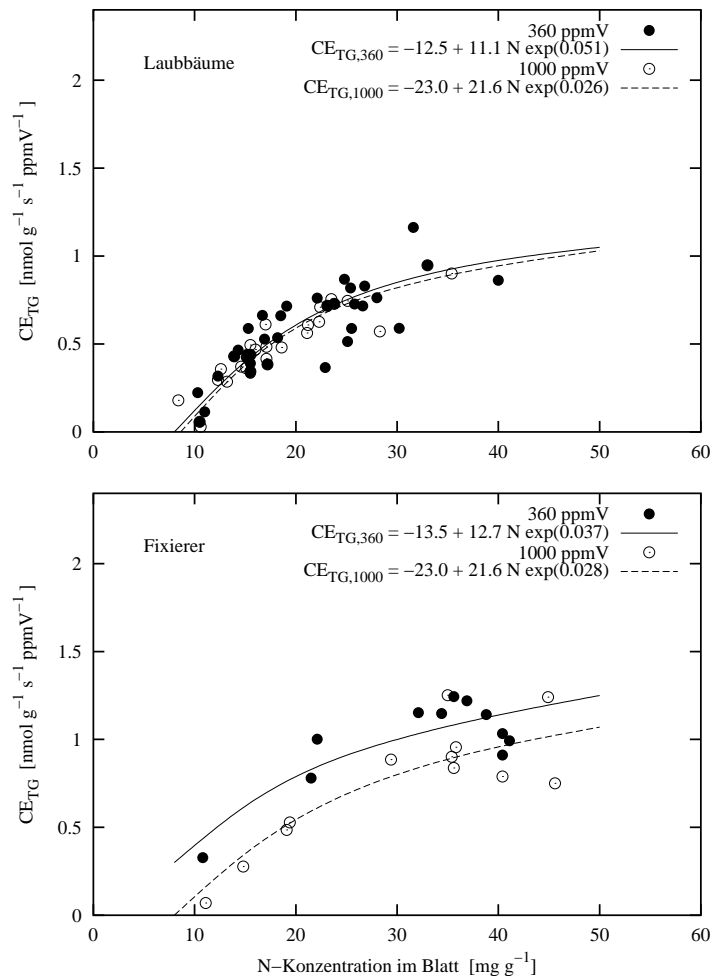 360 ppmV
Laubbäume
CE_TG,360 = −12.5 + 11.1 N exp(0.051)
1000 ppmV
CE_TG,1000 = −23.0 + 21.6 N exp(0.026)
2
1.5
1
0.5
0
CE_TG [nmol g⁻¹ s⁻¹ ppmV⁻¹]
0 10 20 30 40 50 60
360 ppmV
Fixierer
CE_TG,360 = −13.5 + 12.7 N exp(0.037)
1000 ppmV
CE_TG,1000 = −23.0 + 21.6 N exp(0.028)
2
1.5
1
0.5
0
CE_TG [nmol g⁻¹ s⁻¹ ppmV⁻¹]
0 10 20 30 40 50 60
N−Konzentration im Blatt [mg g⁻¹]